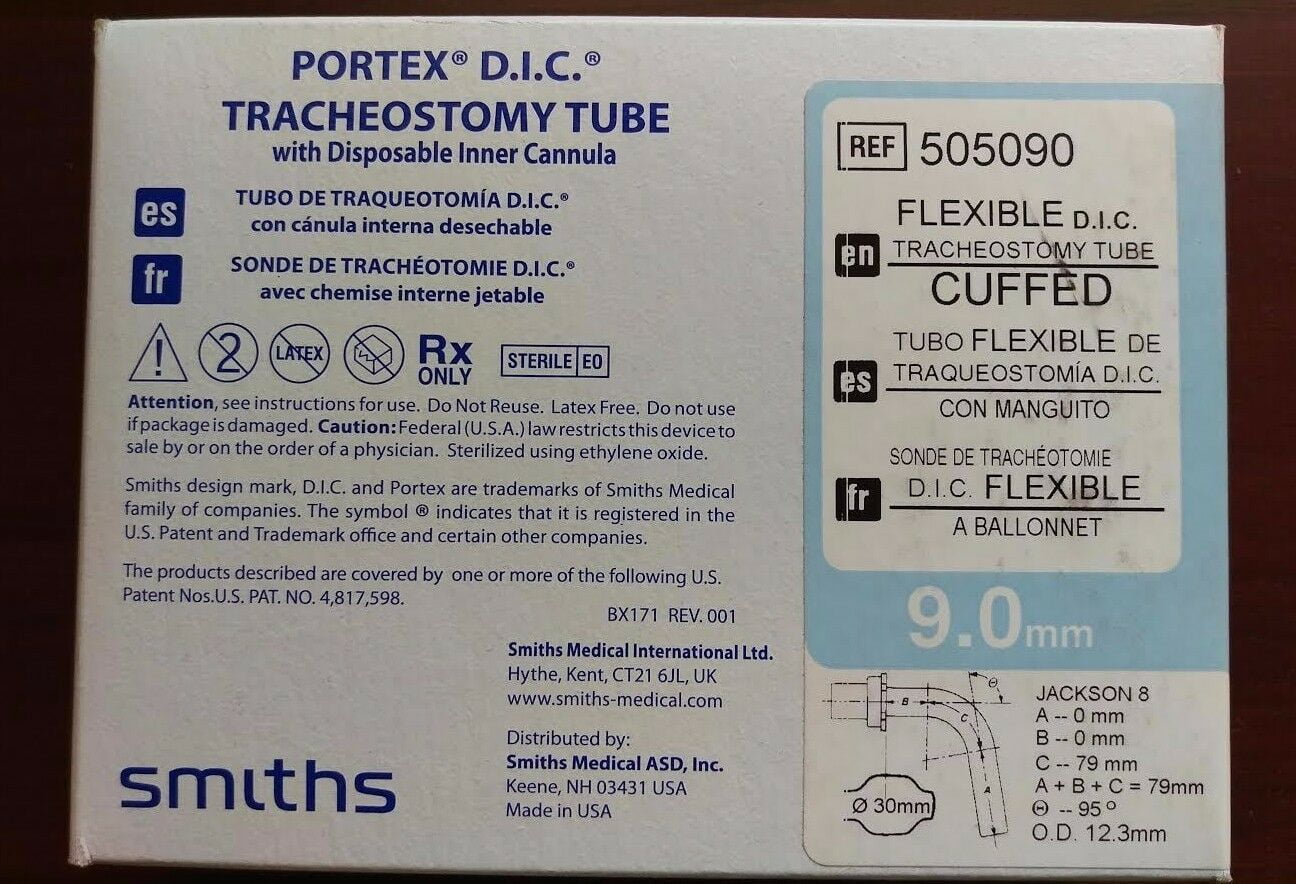 PORTEX® D.I.C.®
TRACHEOSTOMY TUBE
with Disposable Inner Cannula
es
TUBO DE TRAQUEOTOMÍA D.I.C.®
con cánula interna desechable
fr
SONDE DE TRACHÉOTOMIE D.I.C.®
avec chemise interne jetable
2
LATEX
Rx
ONLY
STERILE EO
Attention, see instructions for use. Do Not Reuse. Latex Free. Do not use
if package is damaged. Caution: Federal (U.S.A.) law restricts this device to
sale by or on the order of a physician. Sterilized using ethylene oxide.
Smiths design mark, D.I.C. and Portex are trademarks of Smiths Medical
family of companies. The symbol ® indicates that it is registered in the
U.S. Patent and Trademark office and certain other companies.
The products described are covered by one or more of the following U.S.
Patent Nos.U.S. PAT. NO. 4,817,598.
BX171 REV. 001
Smiths Medical International Ltd.
Hythe, Kent, CT21 6JL, UK
www.smiths-medical.com
Distributed by:
Smiths Medical ASD, Inc.
Keene, NH 03431 USA
Made in USA
smiths
REF 505090
en
FLEXIBLE D.I.C.
TRACHEOSTOMY TUBE
CUFFED
es
TUBO FLEXIBLE DE
TRAQUEOSTOMÍA D.I.C.
CON MANGUITO
fr
SONDE DE TRACHÉOTOMIE
D.I.C. FLEXIBLE
A BALLONNET
9.0mm
B
C
Θ
A
Ø 30mm
JACKSON 8
A -- 0 mm
B -- 0 mm
C -- 79 mm
A + B + C = 79mm
Θ -- 95°
O.D. 12.3mm